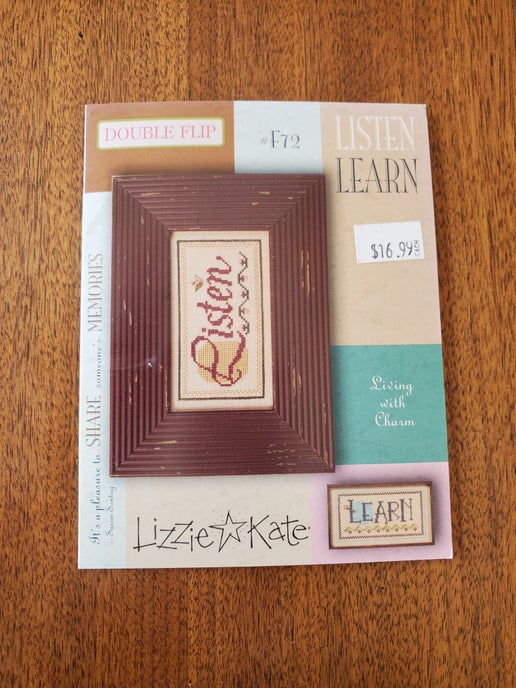 DOUBLE FLIP
#F72
LISTEN
LEARN
$16.99
EACH
Listen
It's a pleasure to SHARE someone's MEMORIES
Living
with
Charm
Lizzie Kate
LEARN